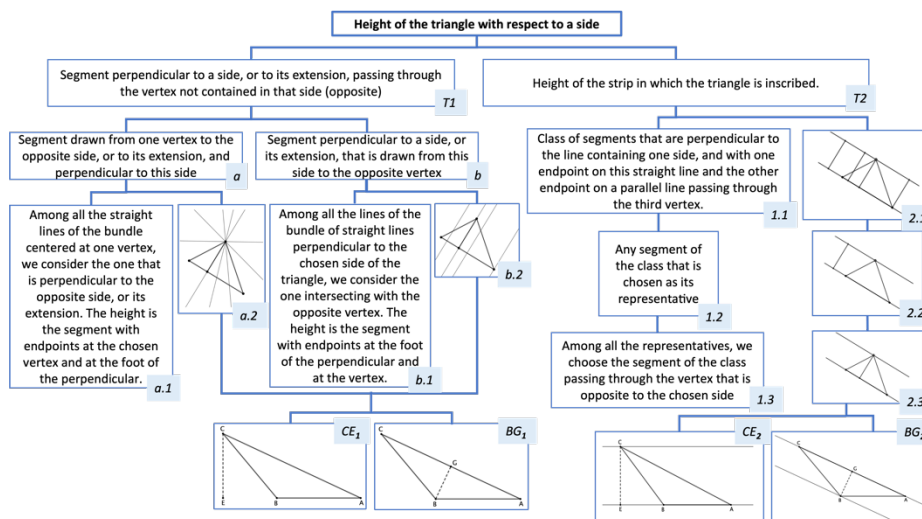 Height of the triangle with respect to a side
Segment perpendicular to a side, or to its extension, passing through
the vertex not contained in that side (opposite)
T1
Height of the strip in which the triangle is inscribed.
T2
Segment drawn from one vertex to the
opposite side, or to its extension, and
perpendicular to this side
a
Segment perpendicular to a side, or
its extension, that is drawn from this
side to the opposite vertex
b
Class of segments that are perpendicular to
the line containing one side, and with one
endpoint on this straight line and the other
endpoint on a parallel line passing through
the third vertex.
1.1
2.1
Among all the straight
lines of the bundle
centered at one vertex,
we consider the one that
is perpendicular to the
opposite side, or its
extension. The height is
the segment with
endpoints at the chosen
vertex and at the foot of
the perpendicular.
a.1
a.2
Among all the lines of the
bundle of straight lines
perpendicular to the
chosen side of the
triangle, we consider the
one intersecting with the
opposite vertex. The
height is the segment
with endpoints at the foot
of the perpendicular and
at the vertex.
b.1
b.2
Any segment of
the class that is
chosen as its
representative
1.2
2.2
Among all the representatives, we
choose the segment of the class
passing through the vertex that is
opposite to the chosen side
1.3
2.3
CE1
C
E
B
A
BG1
C
G
B
A
CE2
C
E
B
A
BG
C
G
B
A